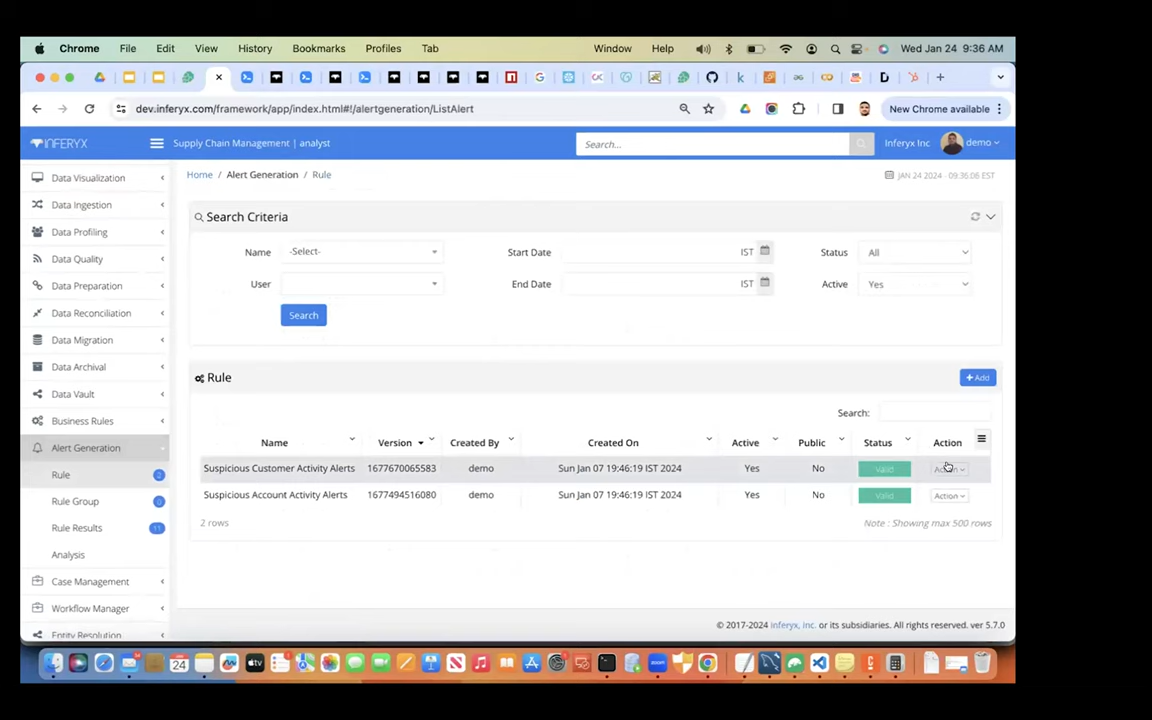 Chrome File Edit View History Bookmarks Profiles Tab Window Help Wed Jan 24 9:36 AM
dev.inferyx.com/framework/app/index.html#!/alertgeneration/ListAlert New Chrome available
INFERYX Supply Chain Management | analyst Search... Inferyx Inc demo
Home / Alert Generation / Rule JAN 24 2024 - 09:36:06 EST
Data Visualization
Data Ingestion
Data Profiling
Data Quality
Data Preparation
Data Reconciliation
Data Migration
Data Archival
Data Vault
Business Rules
Alert Generation
Rule
Rule Group
Rule Results 11
Analysis
Case Management
Workflow Manager
Entity Resolution
Search Criteria
Name -Select- Start Date IST Status All
User End Date IST Active Yes
Search
Rule + Add
Search:
Name Version Created By Created On Active Public Status Action
Suspicious Customer Activity Alerts 1677670065583 demo Sun Jan 07 19:46:19 IST 2024 Yes No Valid Action
Suspicious Account Activity Alerts 1677494516080 demo Sun Jan 07 19:46:19 IST 2024 Yes No Valid Action
2 rows Note : Showing max 500 rows
© 2017-2024 Inferyx, Inc. or its subsidiaries. All rights reserved. ver 5.7.0
24